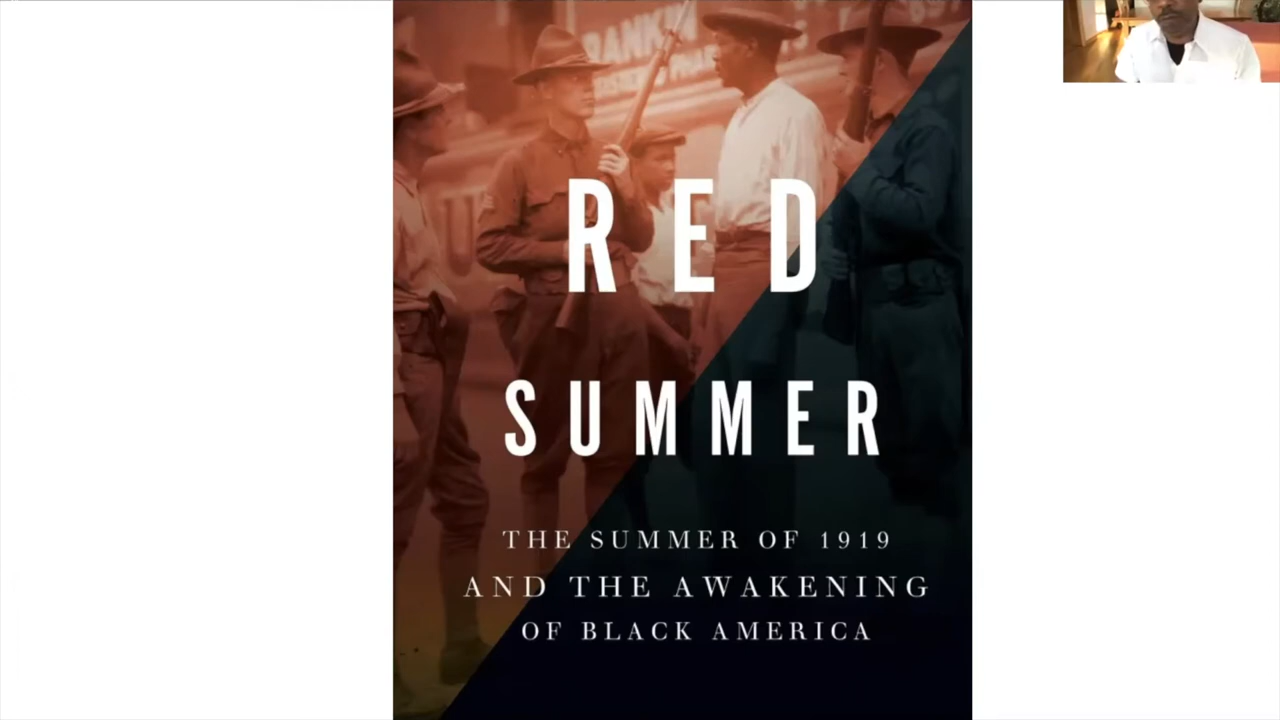 RED
SUMMER
THE SUMMER OF 1919
AND THE AWAKENING
OF BLACK AMERICA